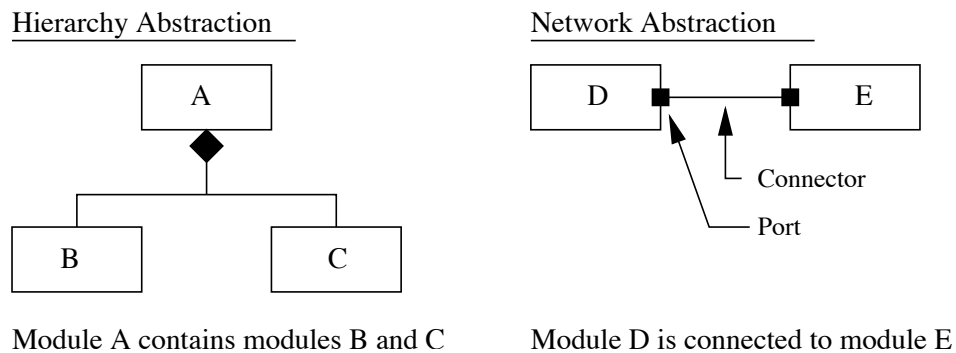 Hierarchy Abstraction
Network Abstraction
A
D
E
B
C
Connector
Port
Module A contains modules B and C
Module D is connected to module E